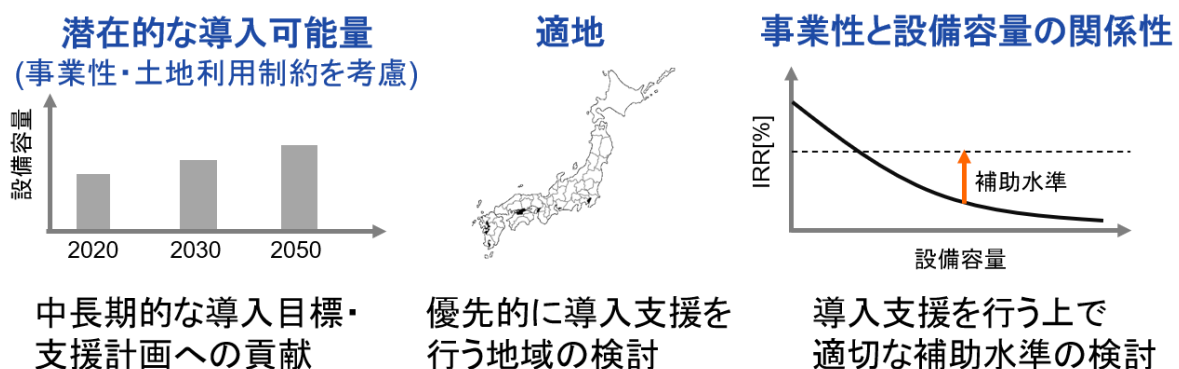 潜在的な導入可能量
(事業性・土地利用制約を考慮)
設備容量
2020
2030
2050
中長期的な導入目標・
支援計画への貢献
適地
優先的に導入支援を
行う地域の検討
事業性と設備容量の関係性
IRR[%]
補助水準
設備容量
導入支援を行う上で
適切な補助水準の検討